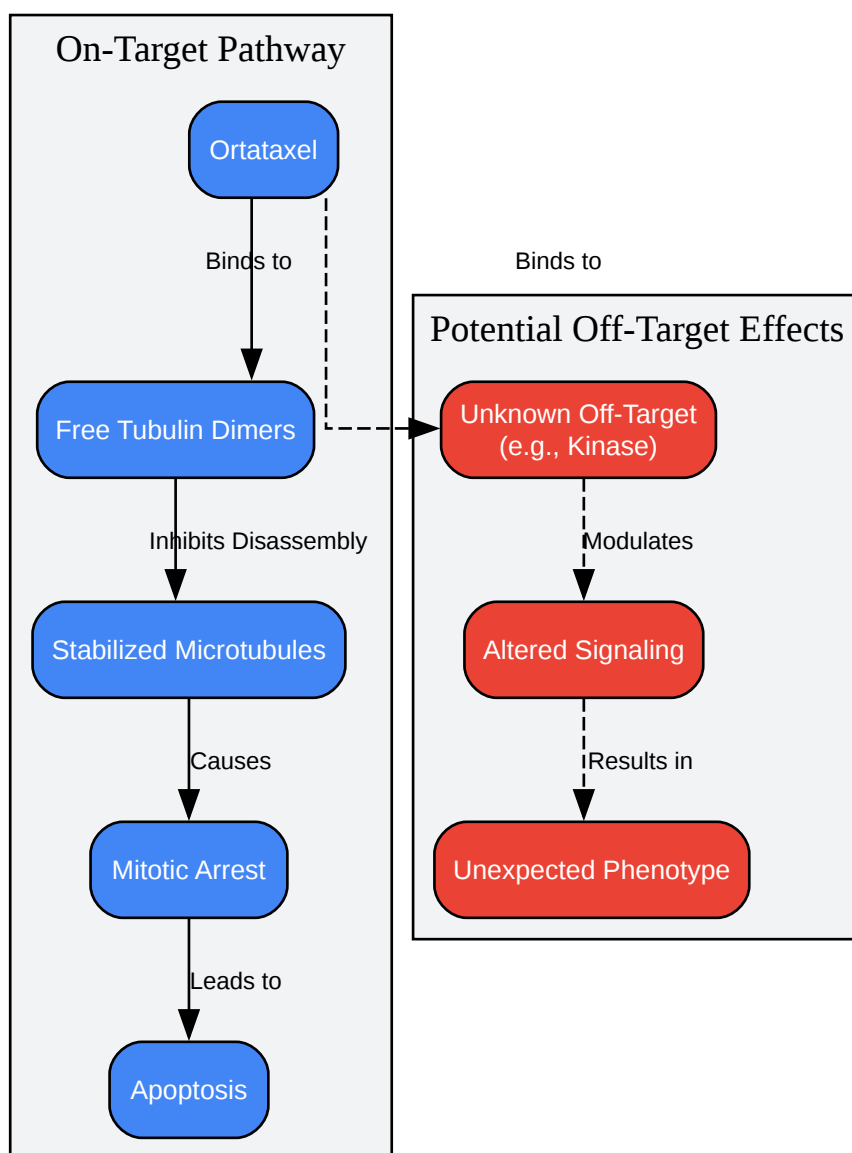 On-Target Pathway
Ortataxel
Binds to
Binds to
Potential Off-Target Effects
Free Tubulin Dimers
Unknown Off-Target
(e.g., Kinase)
Inhibits Disassembly
Modulates
Stabilized Microtubules
Altered Signaling
Causes
Results in
Mitotic Arrest
Unexpected Phenotype
Leads to
Apoptosis